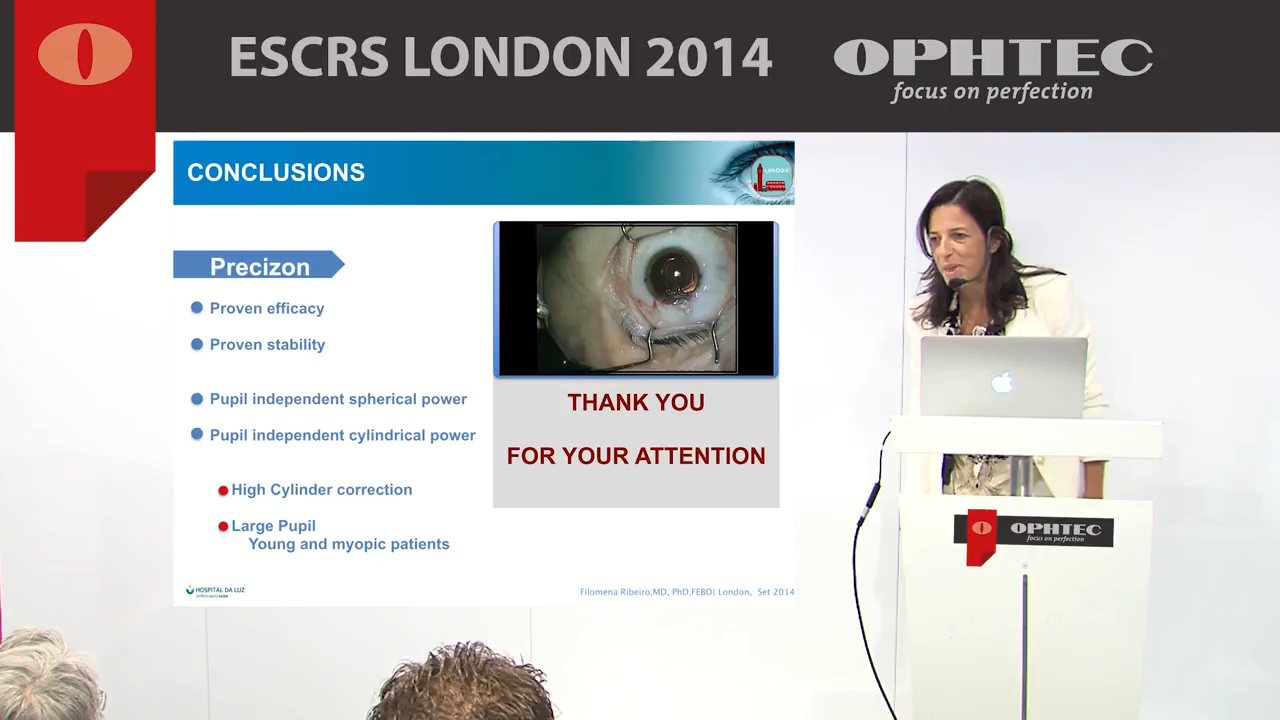 ESCRS LONDON 2014
OPHTEC
focus on perfection
CONCLUSIONS
LONDON
Precizon
Proven efficacy
Proven stability
Pupil independent spherical power
Pupil independent cylindrical power
High Cylinder correction
Large Pupil
Young and myopic patients
THANK YOU
FOR YOUR ATTENTION
HOSPITAL DA LUZ
Filomena Ribeiro,MD, PhD,FEBO| London, Set 2014
OPHTEC
focus on perfection